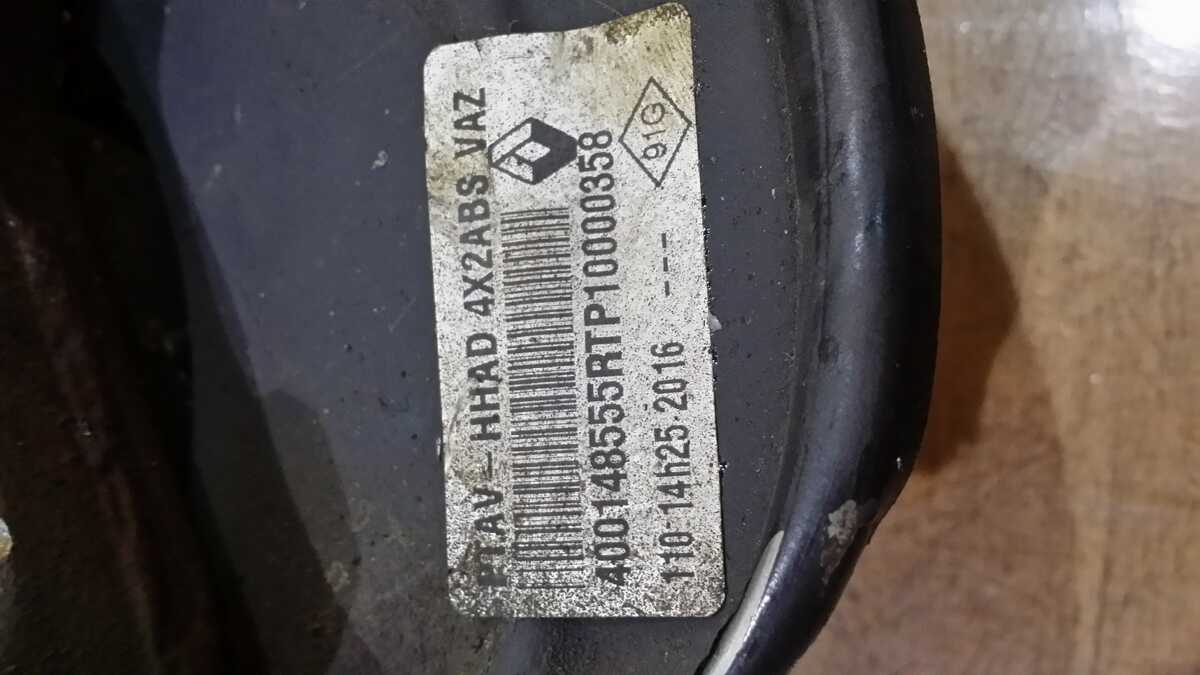 PTAV-HHAD 4X2ABS VAZ
400148555RTP10000358
110 14h25 2016 ---
91G